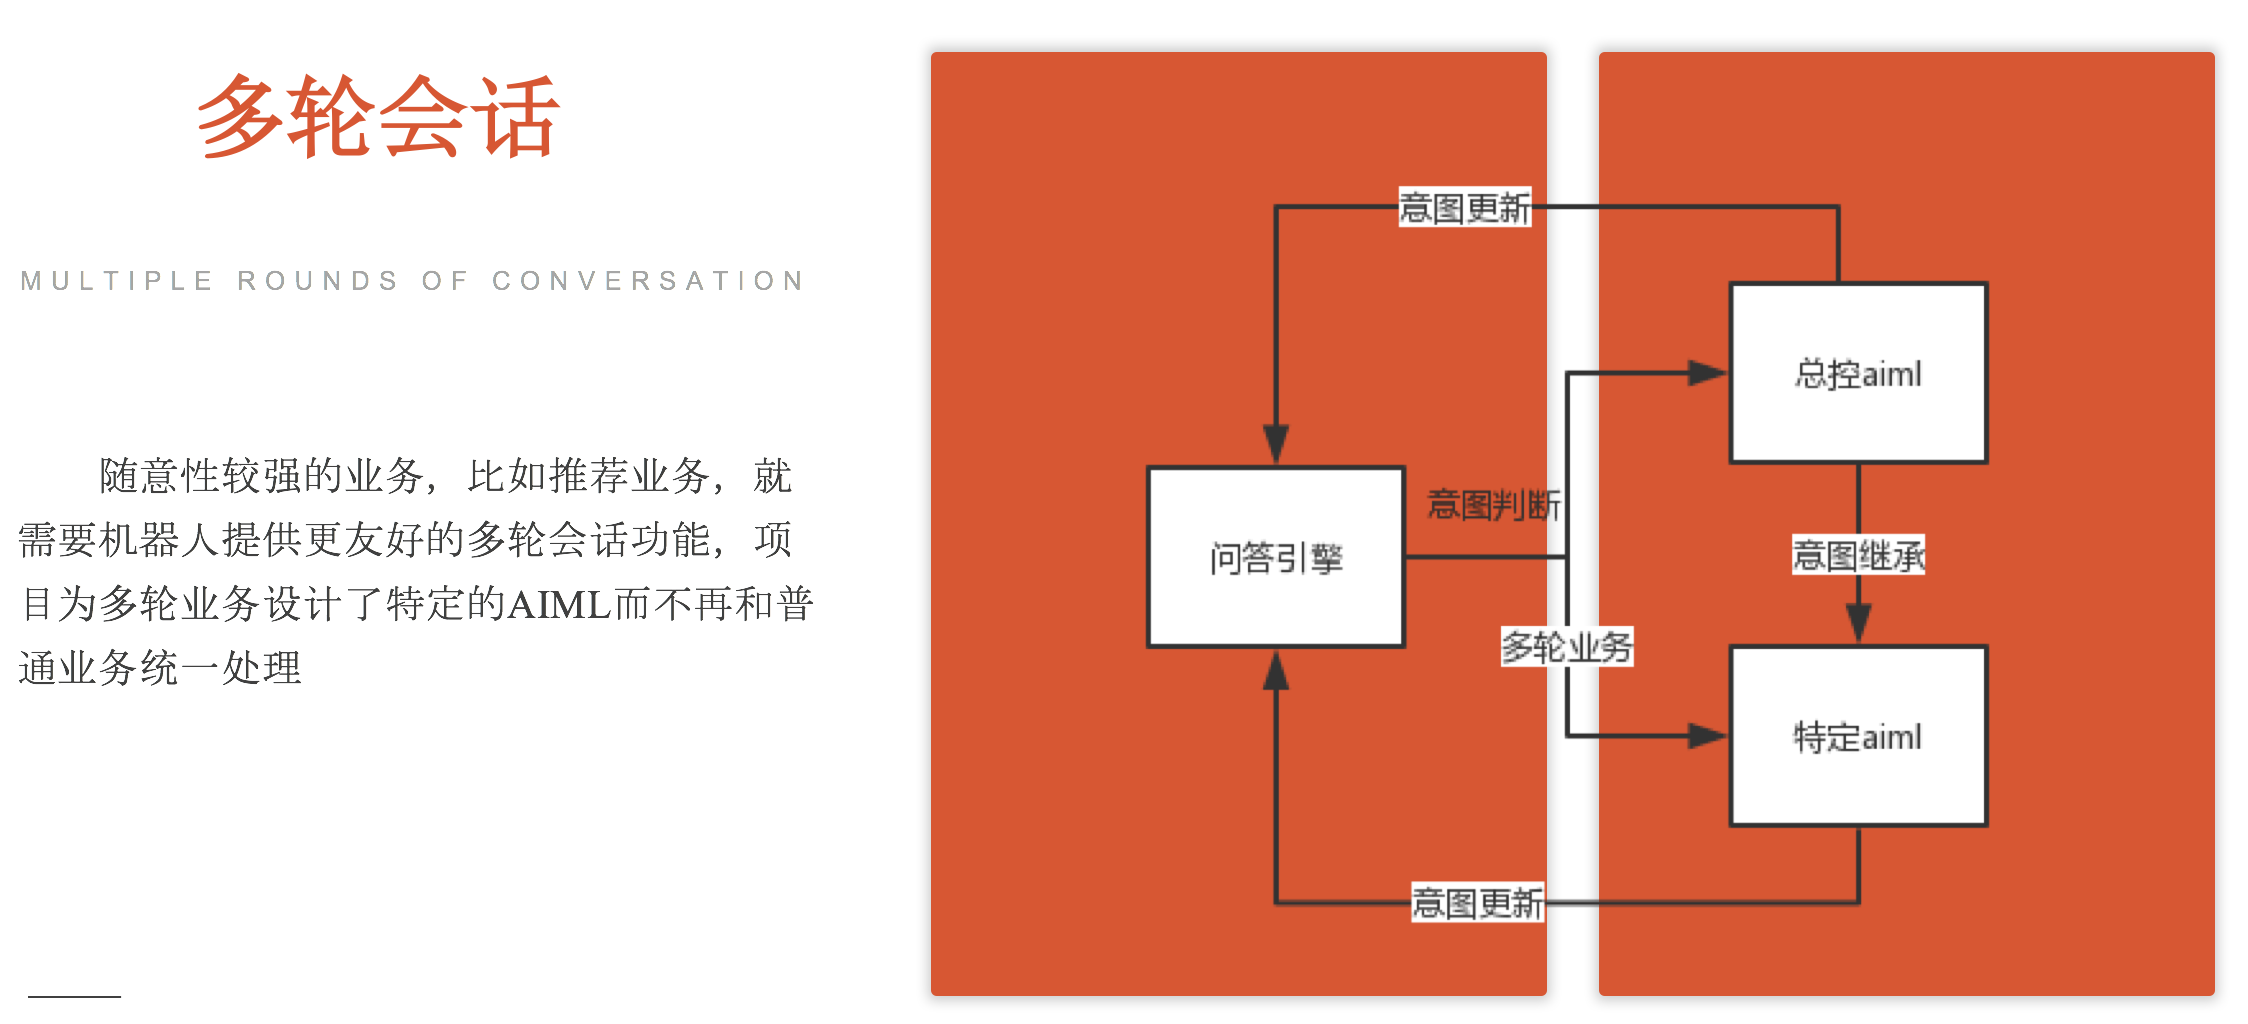 多轮会话
MULTIPLE ROUNDS OF CONVERSATION
随意性较强的业务，比如推荐业务，就
需要机器人提供更友好的多轮会话功能，项
目为多轮业务设计了特定的AIML而不再和普
通业务统一处理
意图更新
总控aiml
意图判断
问答引擎
意图继承
多轮业务
特定aiml
意图更新